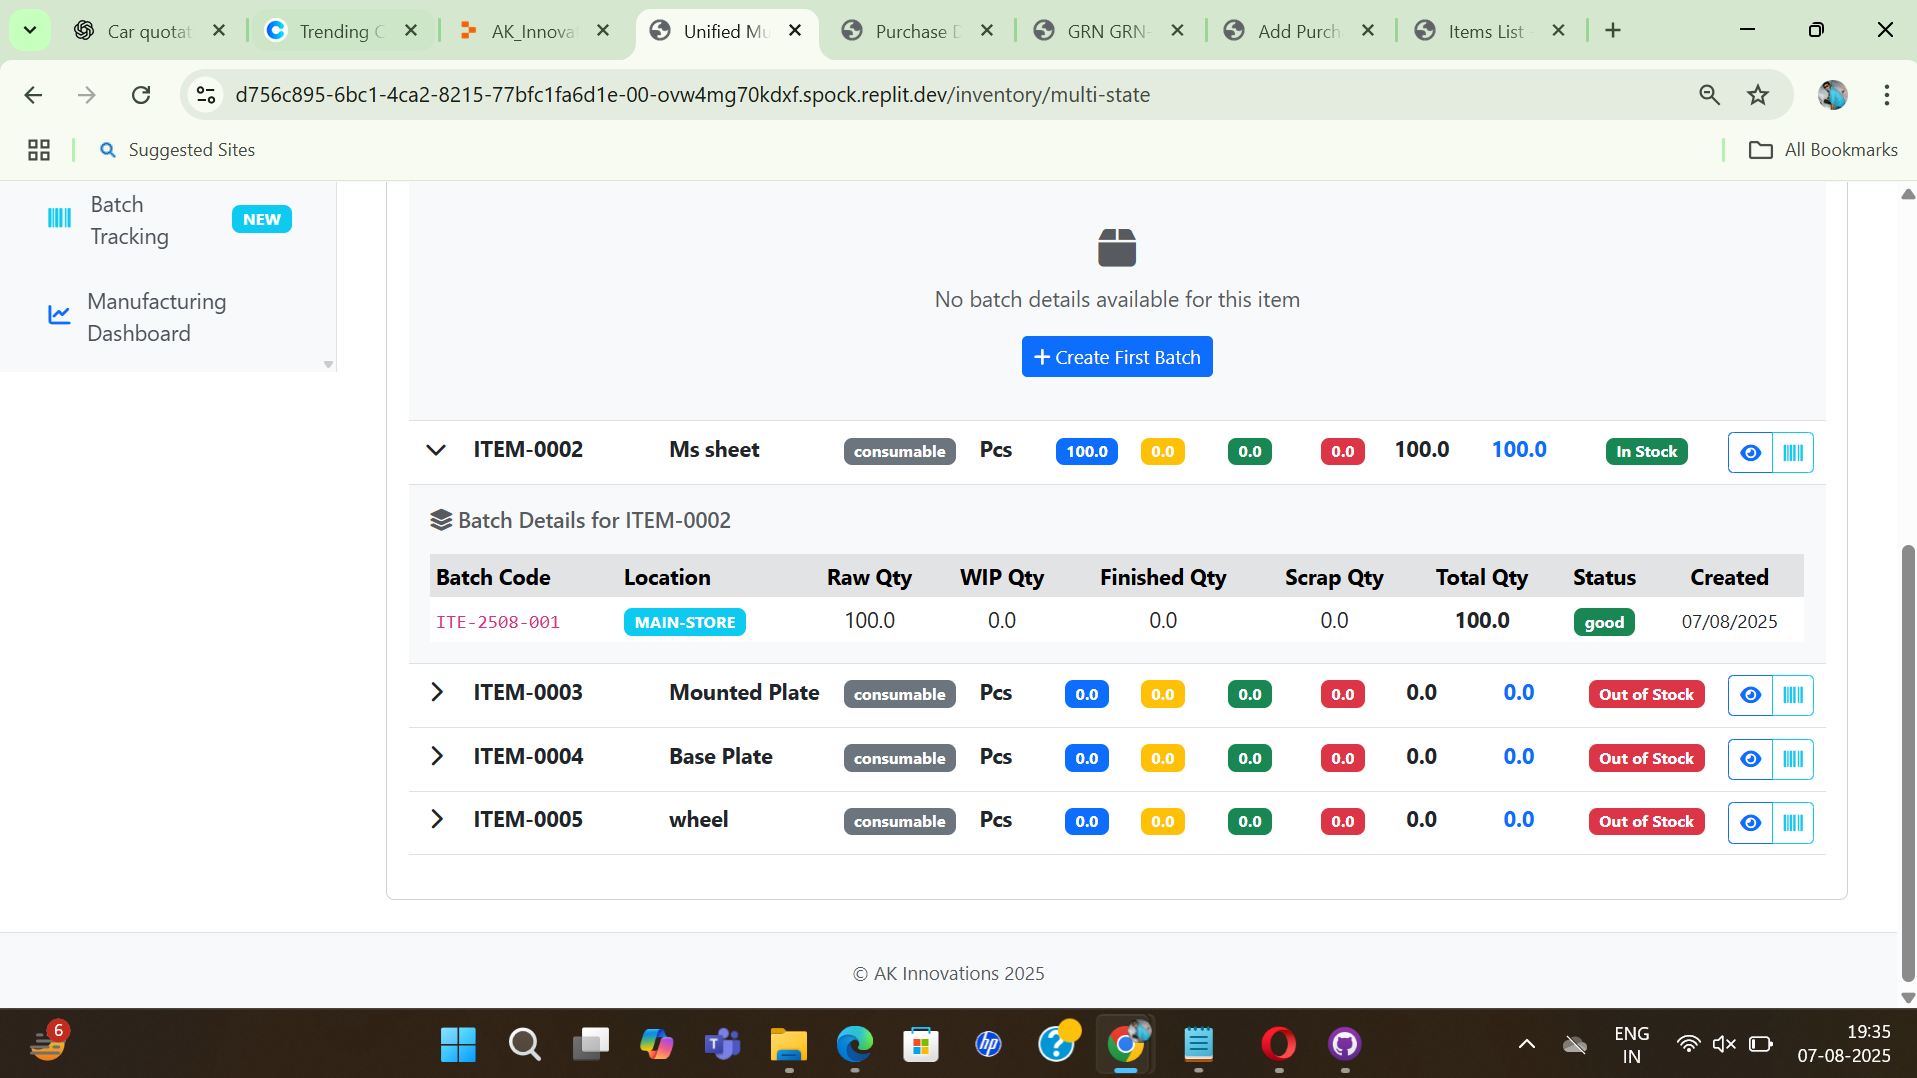 Car quotat
Trending C
AK_Innova
Unified Mu
Purchase D
GRN GRN-
Add Purch
Items List -
d756c895-6bc1-4ca2-8215-77bfc1fa6d1e-00-ovw4mg70kdxf.spock.replit.dev/inventory/multi-state
Suggested Sites
All Bookmarks
Batch
Tracking
NEW
Manufacturing
Dashboard
No batch details available for this item
+ Create First Batch
ITEM-0002 Ms sheet consumable Pcs 100.0 0.0 0.0 0.0 100.0 100.0 In Stock
Batch Details for ITEM-0002
Batch Code Location Raw Qty WIP Qty Finished Qty Scrap Qty Total Qty Status Created
ITE-2508-001 MAIN-STORE 100.0 0.0 0.0 0.0 100.0 good 07/08/2025
ITEM-0003 Mounted Plate consumable Pcs 0.0 0.0 0.0 0.0 0.0 0.0 Out of Stock
ITEM-0004 Base Plate consumable Pcs 0.0 0.0 0.0 0.0 0.0 0.0 Out of Stock
ITEM-0005 wheel consumable Pcs 0.0 0.0 0.0 0.0 0.0 0.0 Out of Stock
© AK Innovations 2025
6
hp
ENG
IN
19:35
07-08-2025